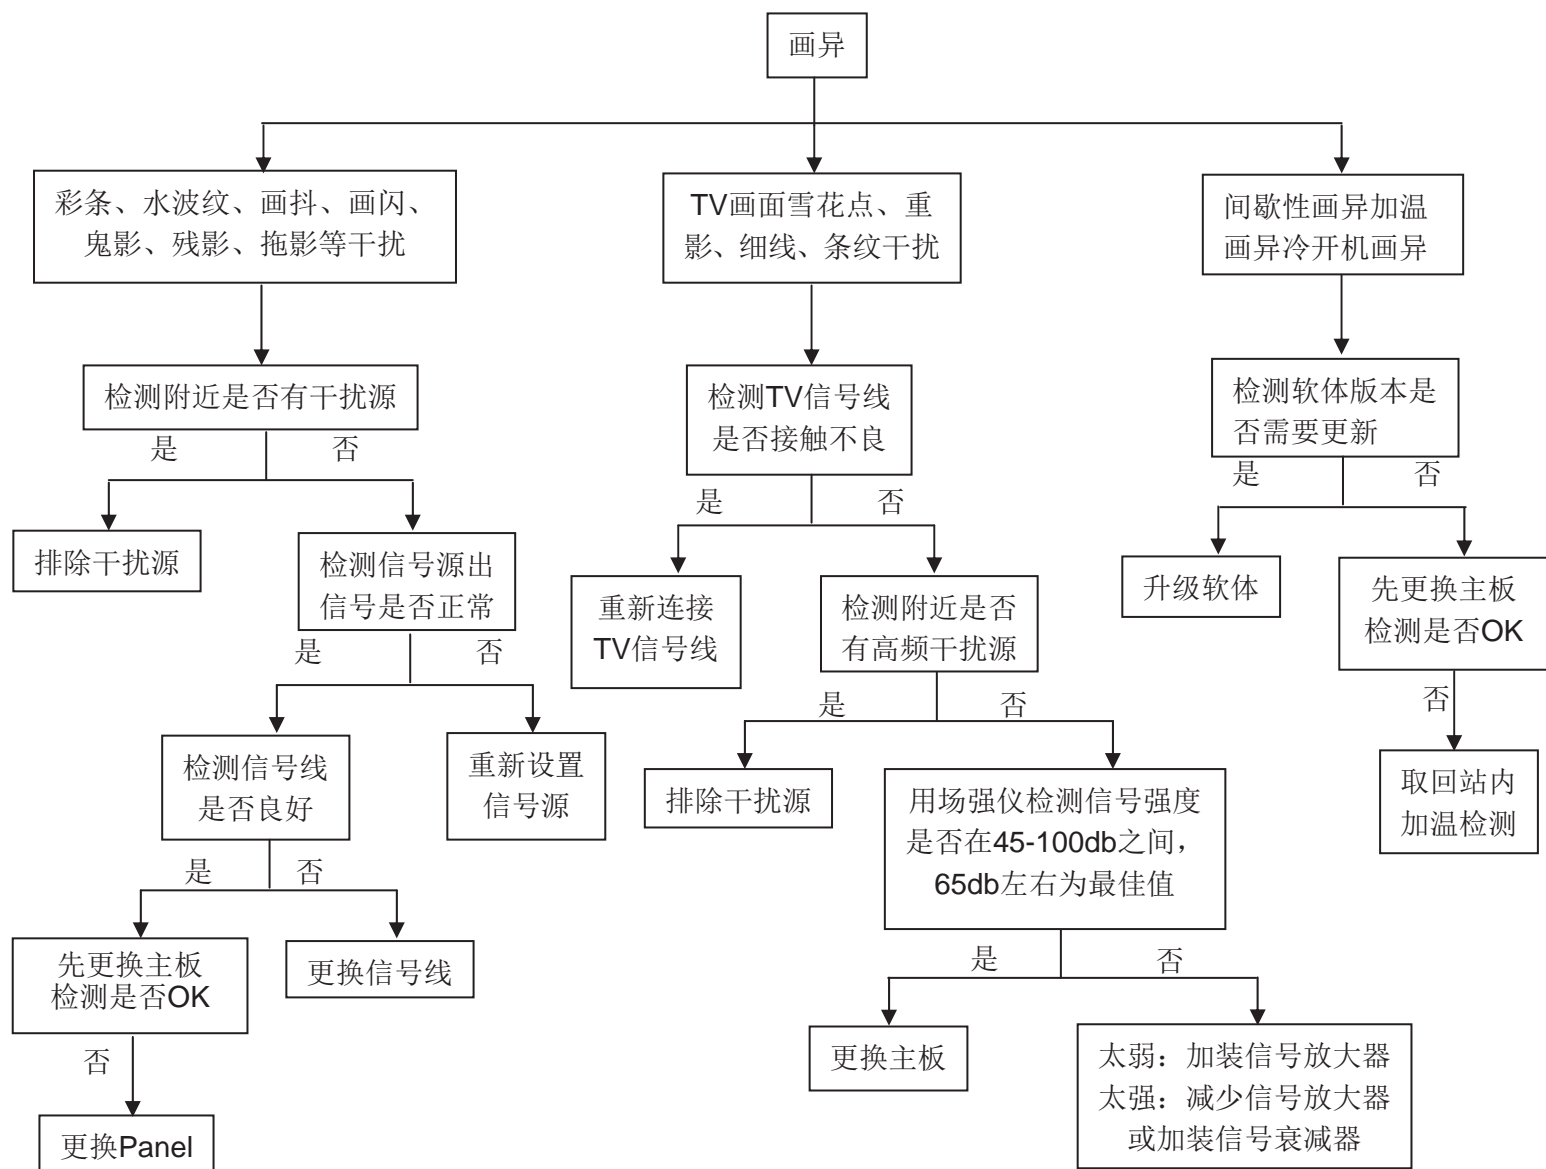 画异
彩条、水波纹、画抖、画闪、
鬼影、残影、拖影等干扰
TV画面雪花点、重
影、细线、条纹干扰
间歇性画异加温
画异冷开机画异
检测附近是否有干扰源
检测TV信号线
是否接触不良
检测软体版本是
否需要更新
是
否
是
否
是
否
排除干扰源
检测信号源出
信号是否正常
重新连接
TV信号线
检测附近是否
有高频干扰源
升级软体
先更换主板
检测是否OK
是
否
是
否
否
检测信号线
是否良好
重新设置
信号源
排除干扰源
用场强仪检测信号强度
是否在45-100db之间，
65db左右为最佳值
取回站内
加温检测
是
否
先更换主板
检测是否OK
更换信号线
是
否
否
更换主板
太弱：加装信号放大器
太强：减少信号放大器
或加装信号衰减器
更换Panel